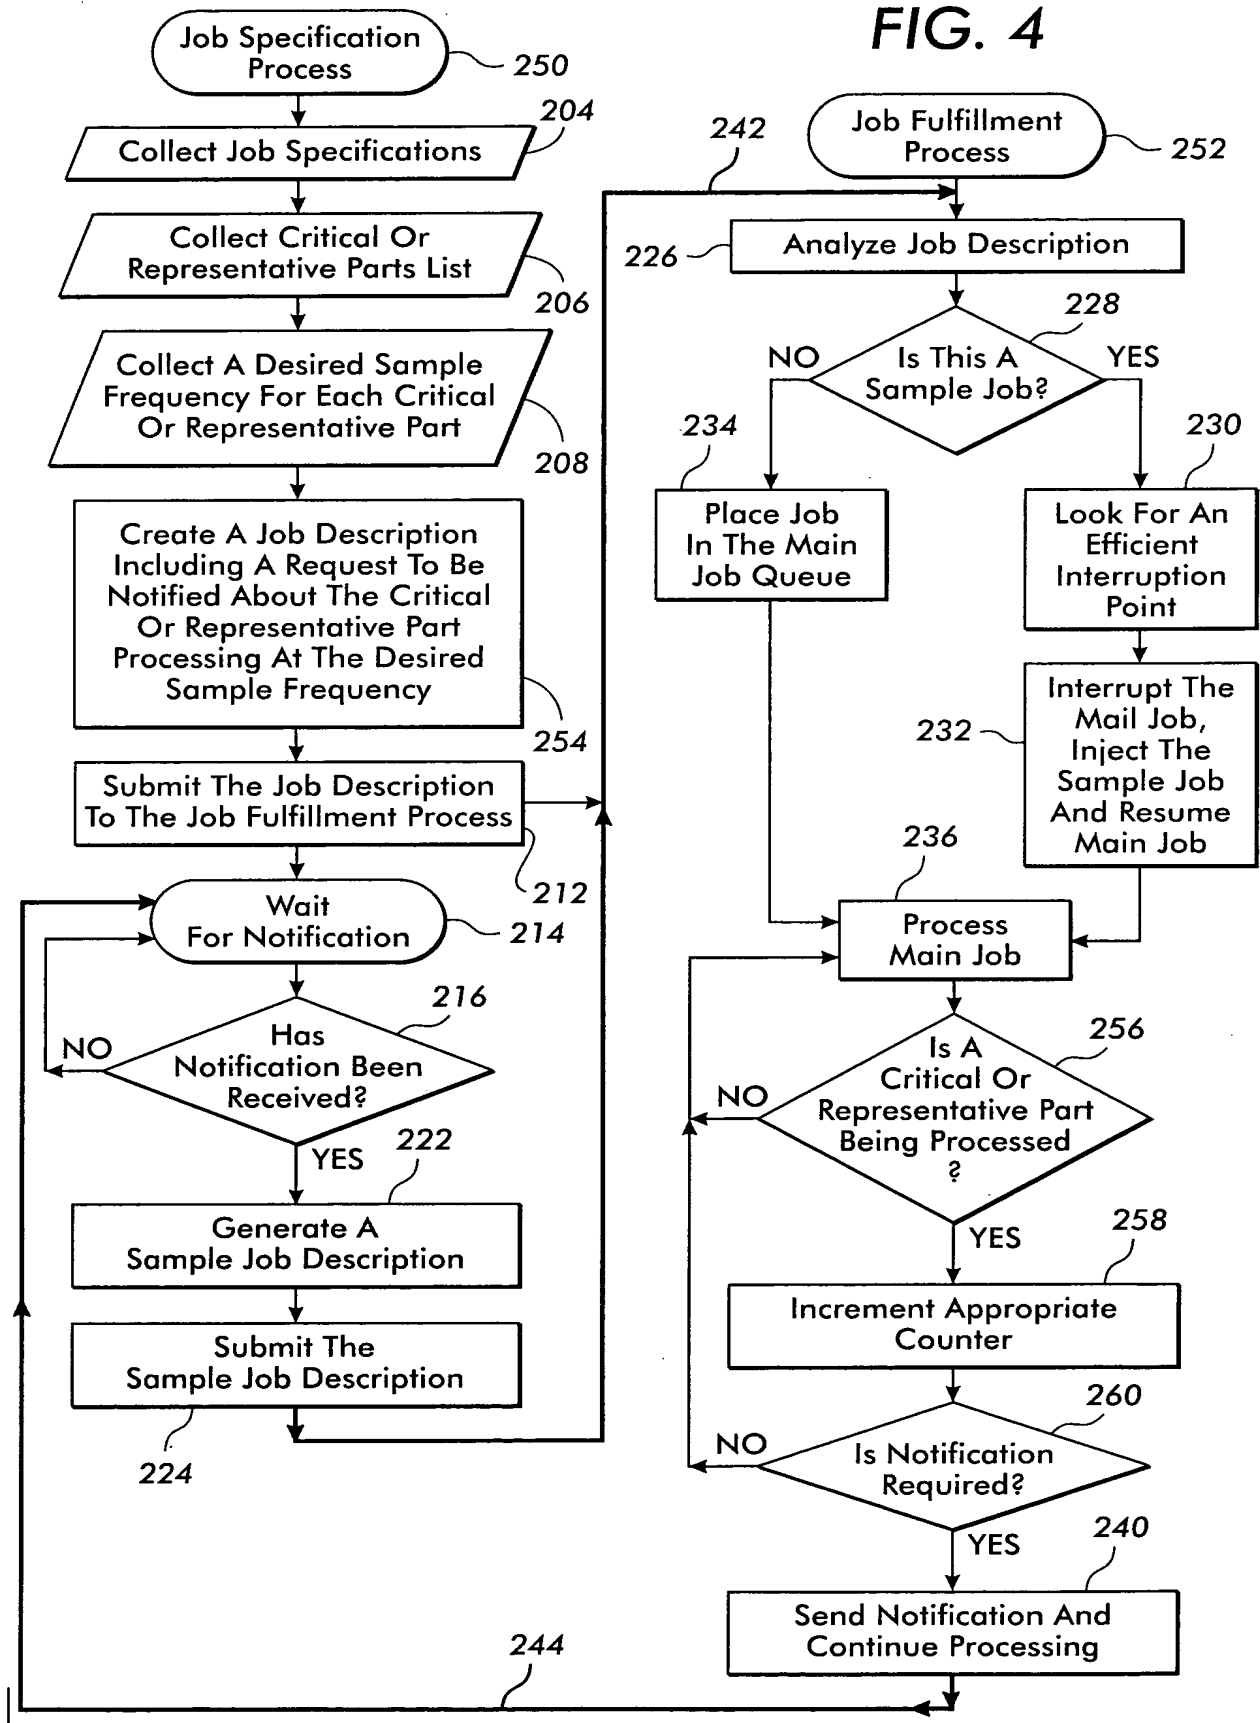 FIG. 4
Job Specification
Process
250
204
Collect Job Specifications
Collect Critical Or
Representative Parts List
206
Collect A Desired Sample
Frequency For Each Critical
Or Representative Part
208
Create A Job Description
Including A Request To Be
Notified About The Critical
Or Representative Part
Processing At The Desired
Sample Frequency
254
Submit The Job Description
To The Job Fulfillment Process
212
Wait
For Notification
214
216
Has
Notification Been
Received?
NO
YES
222
Generate A
Sample Job Description
Submit The
Sample Job Description
224
242
Job Fulfillment
Process
252
Analyze Job Description
226
228
Is This A
Sample Job?
NO
YES
234
Place Job
In The Main
Job Queue
230
Look For An
Efficient
Interruption
Point
232
Interrupt The
Mail Job,
Inject The
Sample Job
And Resume
Main Job
236
Process
Main Job
256
Is A
Critical Or
Representative Part
Being Processed
?
NO
YES
258
Increment Appropriate
Counter
260
Is Notification
Required?
NO
YES
240
Send Notification And
Continue Processing
244